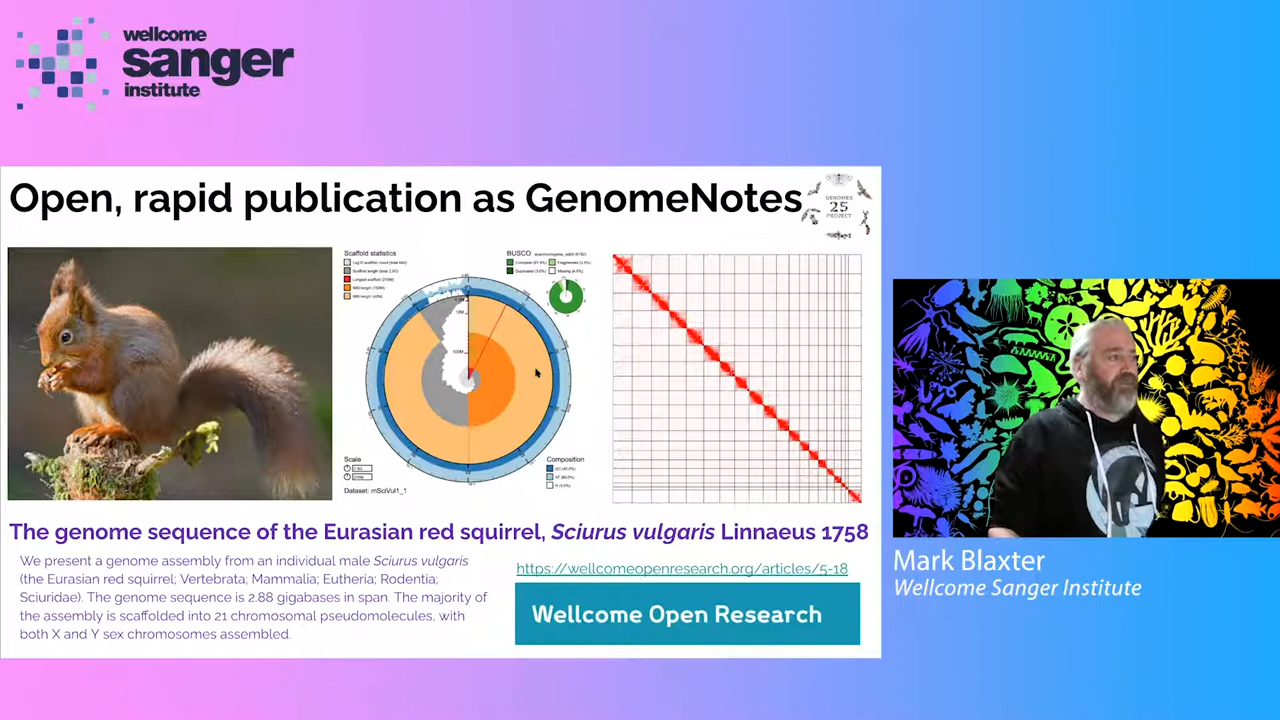 wellcome
sanger
institute
Open, rapid publication as GenomeNotes
GENOMES
25
PROJECT
Scaffold statistics
BUSCO
Scale
Dataset: mSciVul1_1
Composition
100M
The genome sequence of the Eurasian red squirrel, Sciurus vulgaris Linnaeus 1758
We present a genome assembly from an individual male Sciurus vulgaris
(the Eurasian red squirrel; Vertebrata; Mammalia; Eutheria; Rodentia;
Sciuridae). The genome sequence is 2.88 gigabases in span. The majority of
the assembly is scaffolded into 21 chromosomal pseudomolecules, with
both X and Y sex chromosomes assembled.
https://wellcomeopenresearch.org/articles/5-18
Wellcome Open Research
Mark Blaxter
Wellcome Sanger Institute